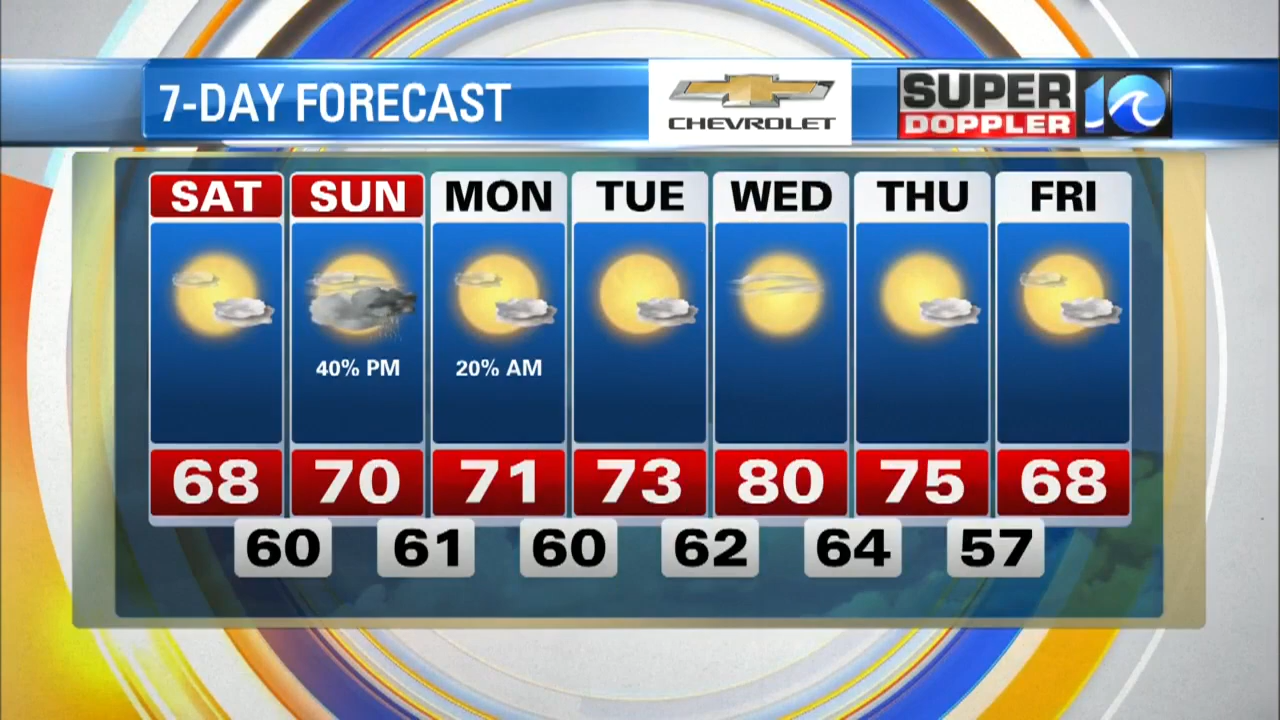 7-DAY FORECAST
CHEVROLET
SUPER
DOPPLER
10
SAT SUN MON TUE WED THU FRI
40% PM 20% AM
68 70 71 73 80 75 68
60 61 60 62 64 57